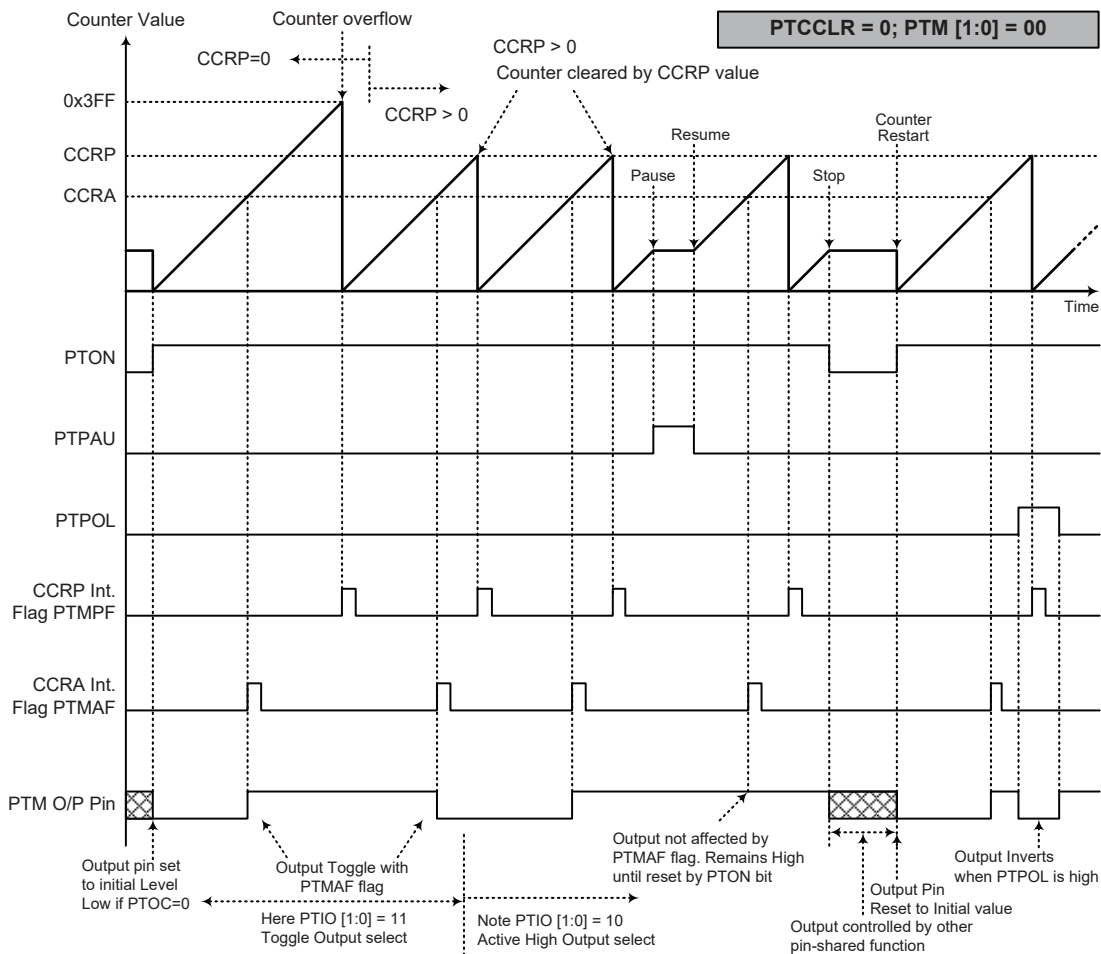 Counter Value
Counter overflow
PTCCLR = 0; PTM [1:0] = 00
CCRP=0
CCRP > 0
CCRP > 0
Counter cleared by CCRP value
0x3FF
CCRP
CCRA
Pause
Resume
Stop
Counter
Restart
Time
PTON
PTPAU
PTPOL
CCRP Int.
Flag PTMPF
CCRA Int.
Flag PTMAF
PTM O/P Pin
Output pin set
to initial Level
Low if PTOC=0
Output Toggle with
PTMAF flag
Here PTIO [1:0] = 11
Toggle Output select
Note PTIO [1:0] = 10
Active High Output select
Output not affected by
PTMAF flag. Remains High
until reset by PTON bit
Output Pin
Reset to Initial value
Output controlled by other
pin-shared function
Output Inverts
when PTPOL is high